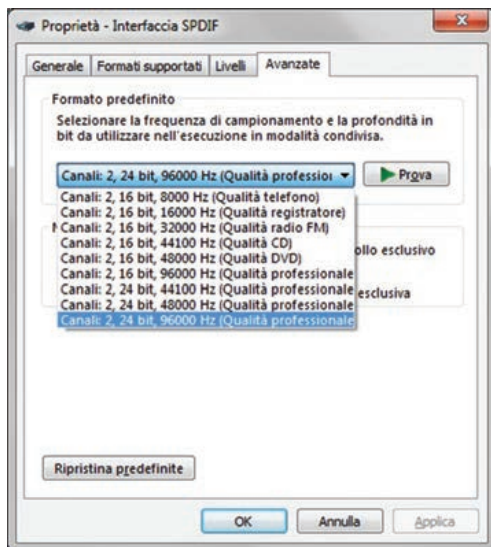 Proprietà - Interfaccia SPDIF
Generale Formati supportati Livelli Avanzate
Formato predefinito
Selezionare la frequenza di campionamento e la profondità in
bit da utilizzare nell'esecuzione in modalità condivisa.
Canali: 2, 24 bit, 96000 Hz (Qualità professior Prova
Canali: 2, 16 bit, 8000 Hz (Qualità telefono)
Canali: 2, 16 bit, 16000 Hz (Qualità registratore)
Canali: 2, 16 bit, 32000 Hz (Qualità radio FM)
Canali: 2, 16 bit, 44100 Hz (Qualità CD)
Canali: 2, 16 bit, 48000 Hz (Qualità DVD)
ollo esclusivo
Canali: 2, 16 bit, 96000 Hz (Qualità professionale
Canali: 2, 24 bit, 44100 Hz (Qualità professionale
esclusiva
Canali: 2, 24 bit, 48000 Hz (Qualità professionale
Canali: 2, 24 bit, 96000 Hz (Qualità professionale
Ripristina predefinite
OK Annulla Applica